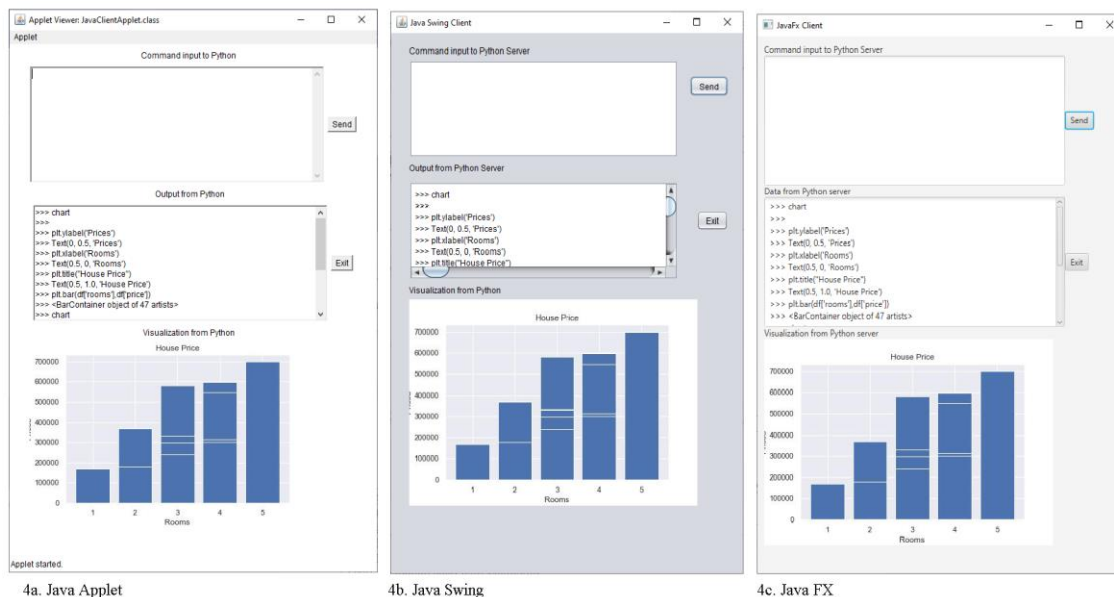 Applet Viewer: JavaClientApplet.class
Applet
Command input to Python
Send
Output from Python
>>> chart
>>>
>>> plt.ylabel('Prices')
>>> Text(0, 0.5, 'Prices')
>>> plt.xlabel('Rooms')
>>> Text(0.5, 0, 'Rooms')
>>> plt.title("House Price")
>>> Text(0.5, 1.0, 'House Price')
>>> plt.bar(df['rooms'],df['price'])
>>> <BarContainer object of 47 artists>
>>> chart
Exit
Visualization from Python
House Price
700000
600000
500000
400000
300000
200000
100000
0
1 2 3 4 5
Rooms
Applet started.
4a. Java Applet
Java Swing Client
Command input to Python Server
Send
Output from Python Server
>>> chart
>>>
>>> plt.ylabel('Prices')
>>> Text(0, 0.5, 'Prices')
>>> plt.xlabel('Rooms')
>>> Text(0.5, 0, 'Rooms')
>>> plt.title("House Price")
Exit
Visualization from Python
House Price
700000
600000
500000
400000
300000
200000
100000
0
1 2 3 4 5
Rooms
4b. Java Swing
JavaFx Client
Command input to Python Server
Send
Data from Python server
>>> chart
>>>
>>> plt.ylabel('Prices')
>>> Text(0, 0.5, 'Prices')
>>> plt.xlabel('Rooms')
>>> Text(0.5, 0, 'Rooms')
>>> plt.title("House Price")
>>> Text(0.5, 1.0, 'House Price')
>>> plt.bar(df['rooms'],df['price'])
>>> <BarContainer object of 47 artists>
Exit
Visualization from Python server
House Price
700000
600000
500000
400000
300000
200000
100000
0
1 2 3 4 5
Rooms
4c. Java FX